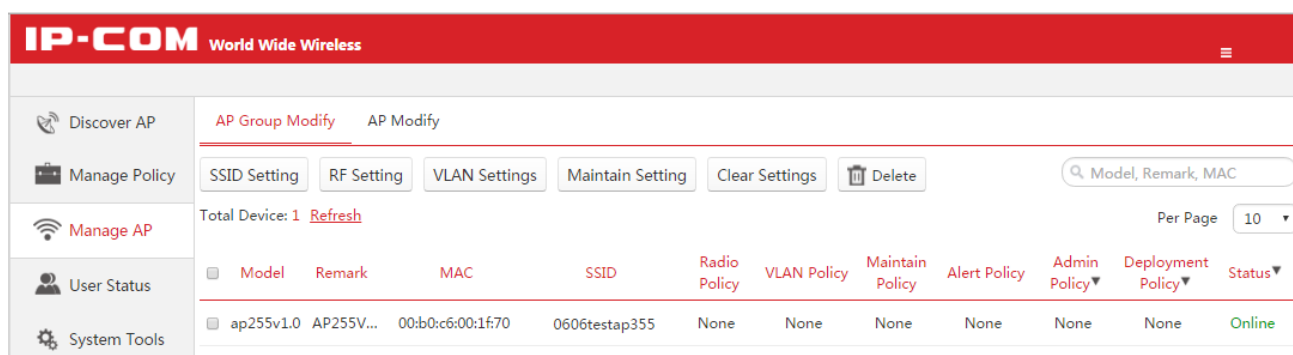 IP-COM World Wide Wireless
Discover AP
Manage Policy
Manage AP
User Status
System Tools
AP Group Modify AP Modify
SSID Setting RF Setting VLAN Settings Maintain Setting Clear Settings Delete Model, Remark, MAC
Total Device: 1 Refresh Per Page 10
Model Remark MAC SSID Radio Policy VLAN Policy Maintain Policy Alert Policy Admin Policy▼ Deployment Policy▼ Status▼
ap255v1.0 AP255V... 00:b0:c6:00:1f:70 0606testap355 None None None None None None Online